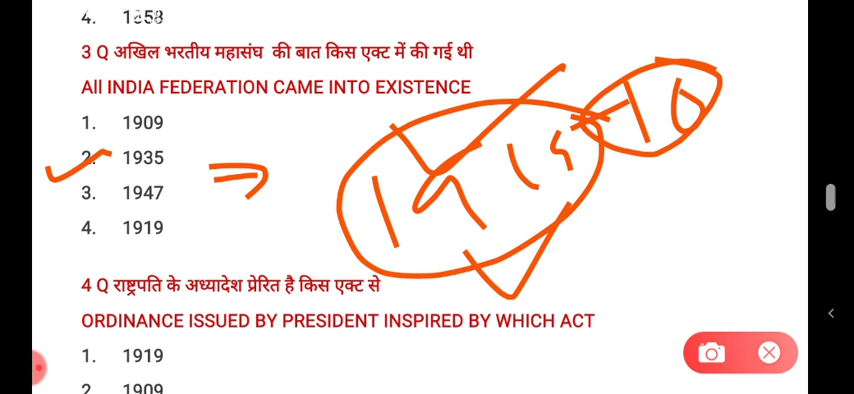 4. 1858
3 Q अखिल भरतीय महासंघ की बात किस एक्ट में की गई थी
All INDIA FEDERATION CAME INTO EXISTENCE
1. 1909
2. 1935
3. 1947
4. 1919
4 Q राष्ट्रपति के अध्यादेश प्रेरित है किस एक्ट से
ORDINANCE ISSUED BY PRESIDENT INSPIRED BY WHICH ACT
1. 1919
2. 1909